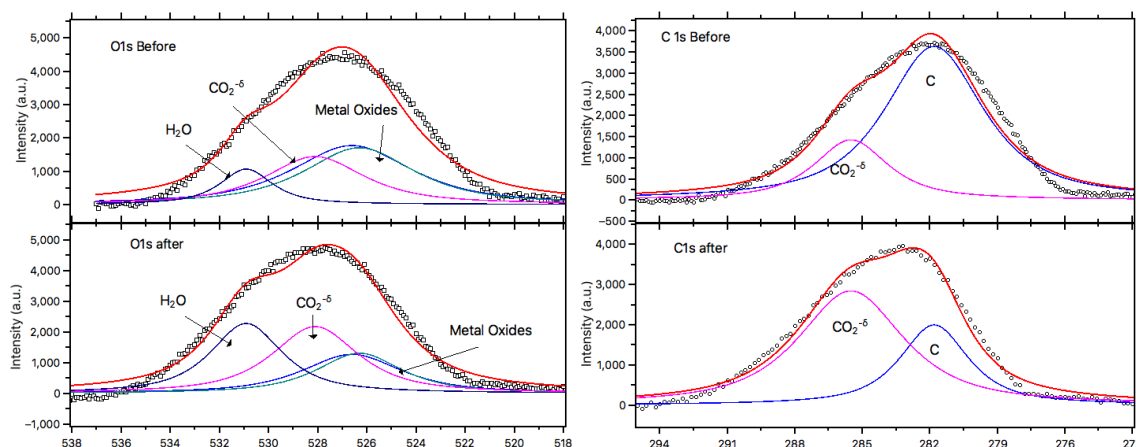 O1s Before
Intensity (a.u.)
5,000
4,000
3,000
2,000
1,000
0
H₂O
CO₂⁻ᵟ
Metal Oxides
O1s after
Intensity (a.u.)
5,000
4,000
3,000
2,000
1,000
0
−1,000
H₂O
CO₂⁻ᵟ
Metal Oxides
538 536 534 532 530 528 526 524 522 520 518
C 1s Before
Intensity (a.u.)
4,000
3,500
3,000
2,500
2,000
1,500
1,000
500
0
−500
C
CO₂⁻ᵟ
C1s after
Intensity (a.u.)
4,000
3,000
2,000
1,000
0
CO₂⁻ᵟ
C
294 291 288 285 282 279 276 27